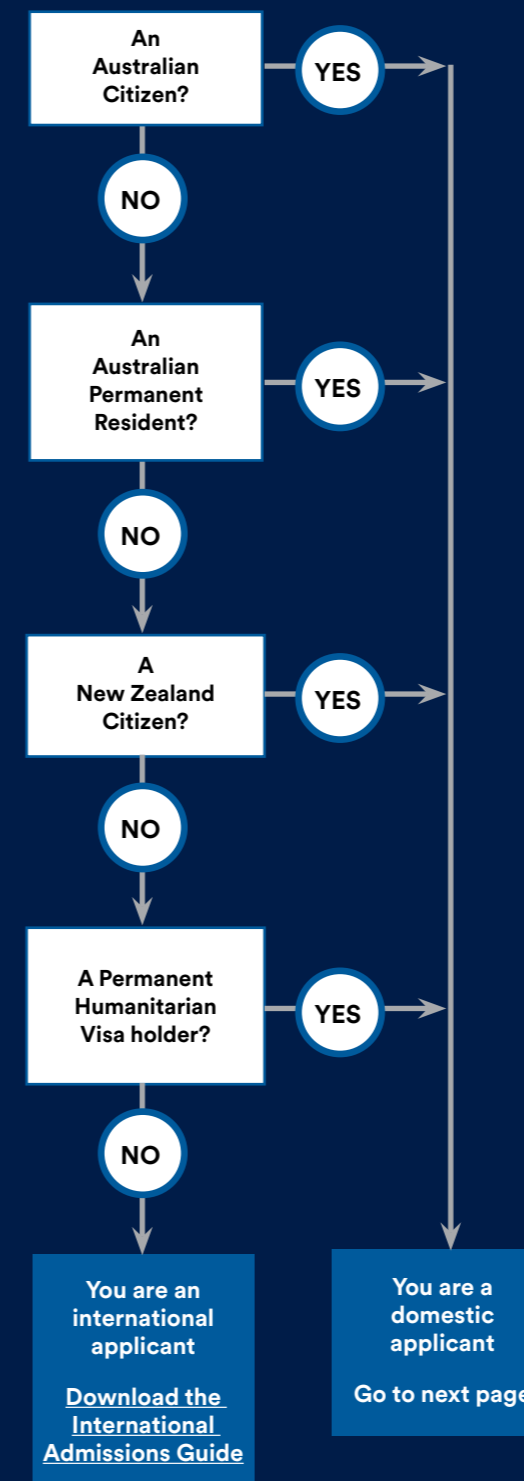 An
Australian
Citizen?
YES
NO
An
Australian
Permanent
Resident?
YES
NO
A
New Zealand
Citizen?
YES
NO
A Permanent
Humanitarian
Visa holder?
YES
NO
You are an
international
applicant
Download the
International
Admissions Guide
You are a
domestic
applicant
Go to next page